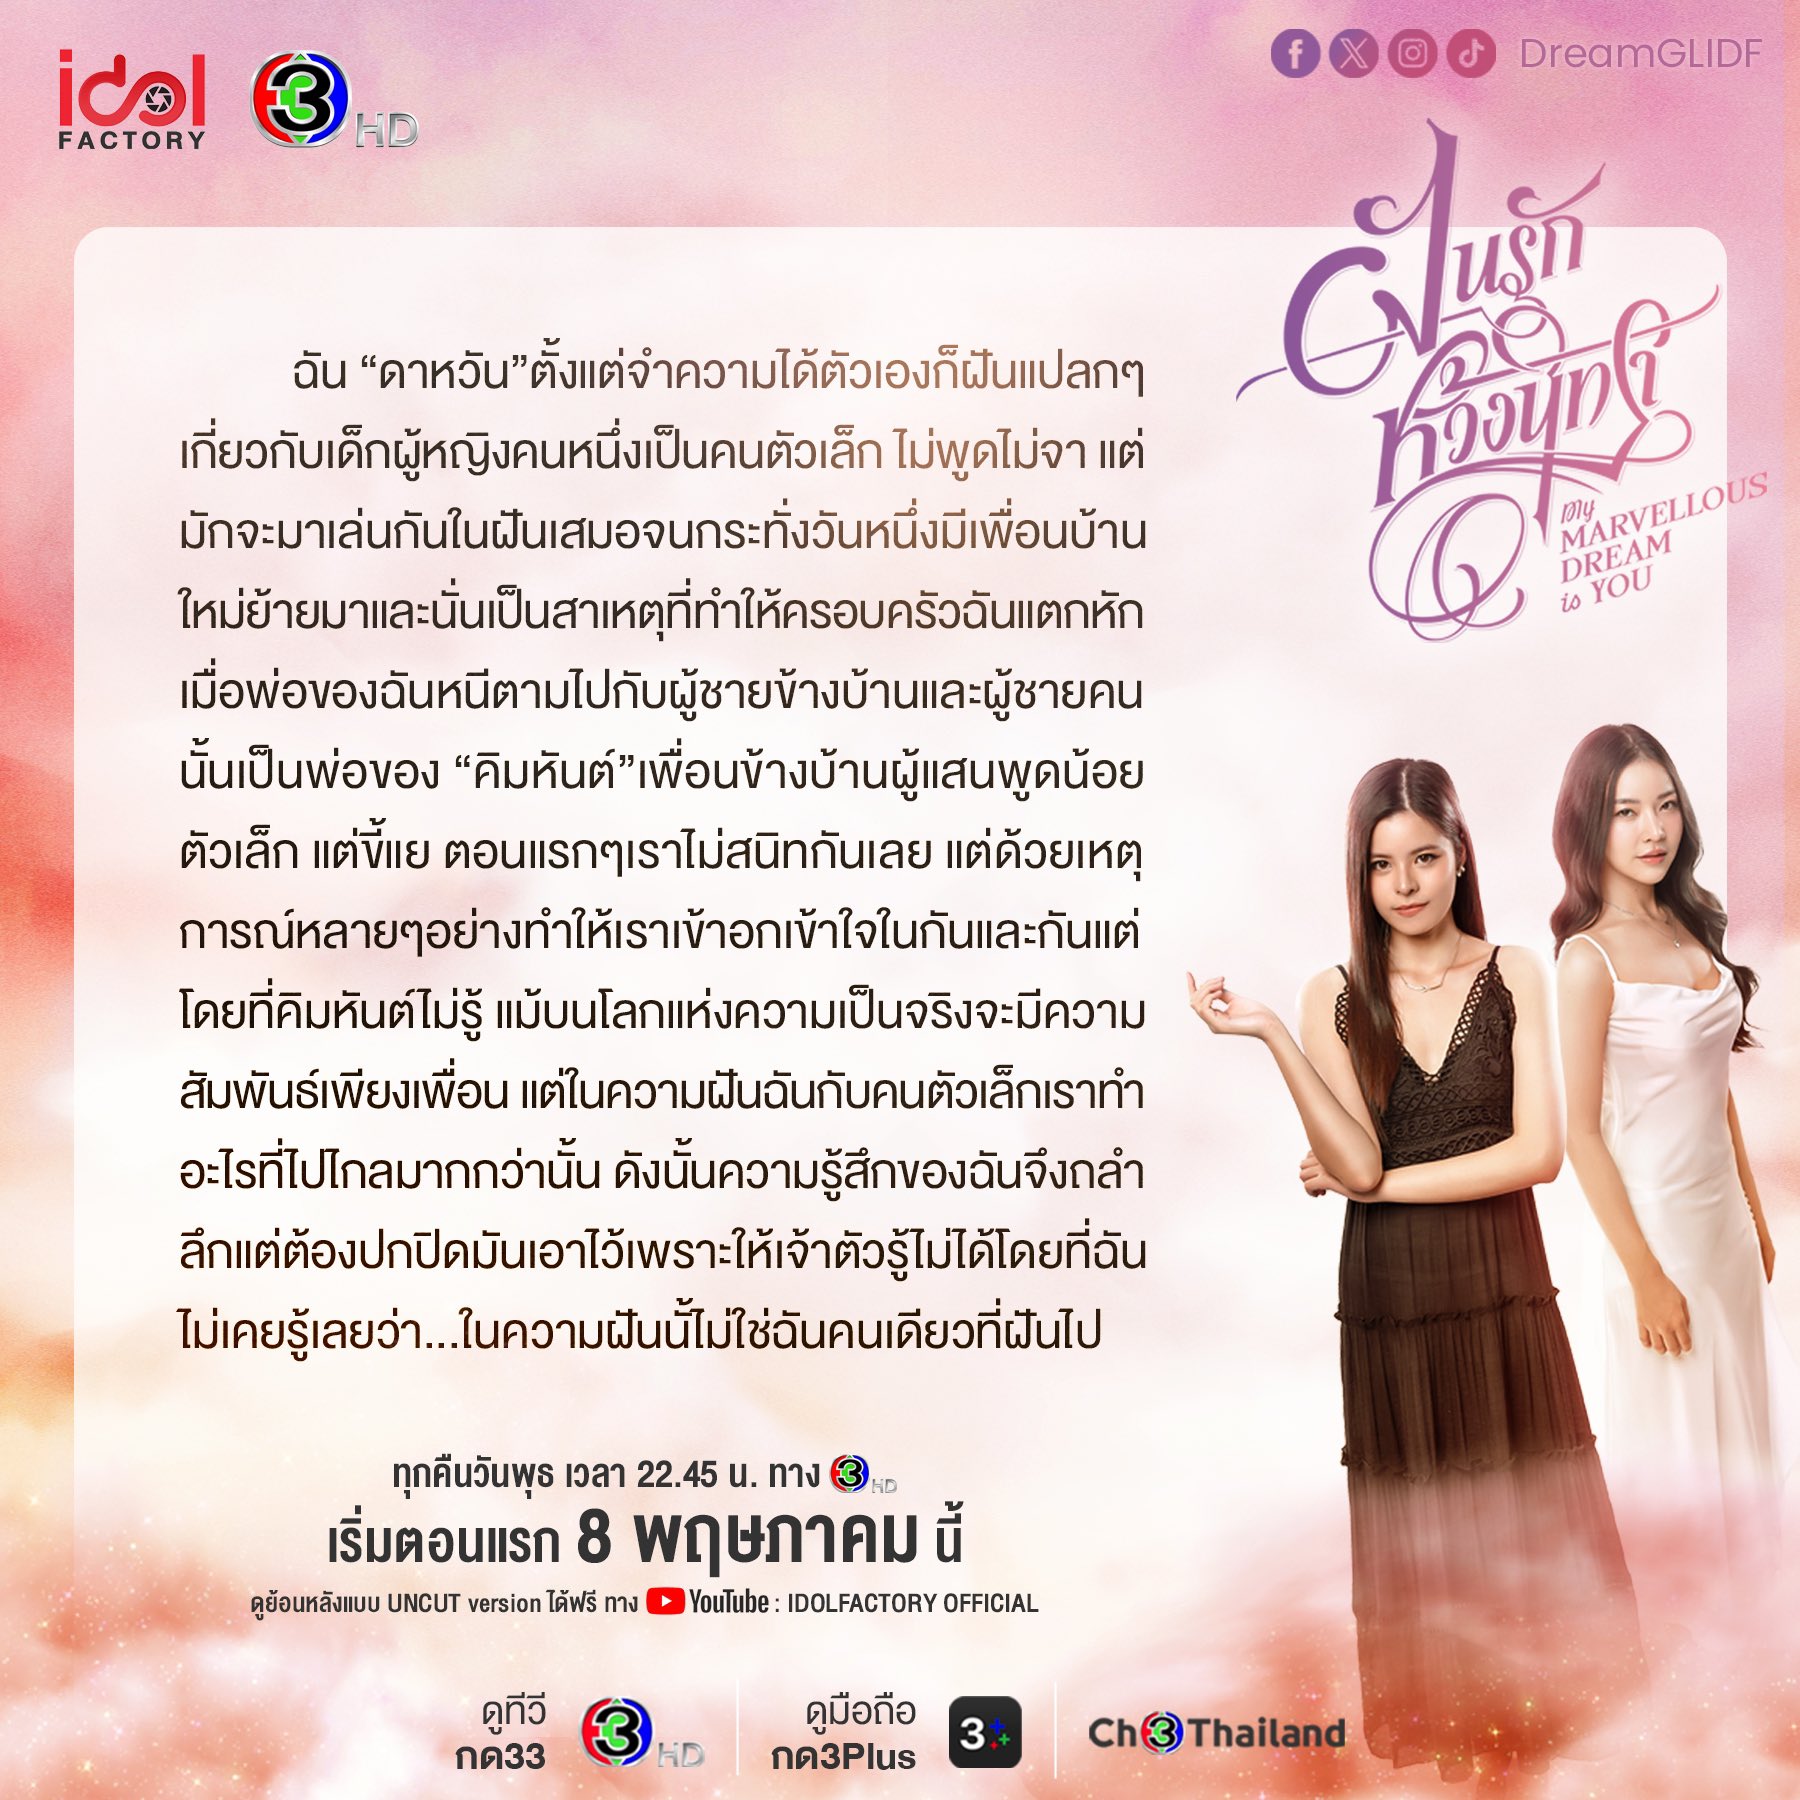 idol
FACTORY
3 HD
DreamGLIDF
ฝันรัก
ห้วงนิทรา
My
MARVELLOUS
DREAM
is YOU
ฉัน “ดาหวัน”ตั้งแต่จำความได้ตัวเองก็ฝันแปลกๆ
เกี่ยวกับเด็กผู้หญิงคนหนึ่งเป็นคนตัวเล็ก ไม่พูดไม่จา แต่
มักจะมาเล่นกันในฝันเสมอจนกระทั่งวันหนึ่งมีเพื่อนบ้าน
ใหม่ย้ายมาและนั่นเป็นสาเหตุที่ทำให้ครอบครัวฉันแตกหัก
เมื่อพ่อของฉันหนีตามไปกับผู้ชายข้างบ้านและผู้ชายคน
นั้นเป็นพ่อของ “คิมหันต์”เพื่อนข้างบ้านผู้แสนพูดน้อย
ตัวเล็ก แต่ขี้แย ตอนแรกๆเราไม่สนิทกันเลย แต่ด้วยเหตุ
การณ์หลายๆอย่างทำให้เราเข้าอกเข้าใจในกันและกันแต่
โดยที่คิมหันต์ไม่รู้ แม้บนโลกแห่งความเป็นจริงจะมีความ
สัมพันธ์เพียงเพื่อน แต่ในความฝันฉันกับคนตัวเล็กเราทำ
อะไรที่ไปไกลมากกว่านั้น ดังนั้นความรู้สึกของฉันจึงถลำ
ลึกแต่ต้องปกปิดมันเอาไว้เพราะให้เจ้าตัวรู้ไม่ได้โดยที่ฉัน
ไม่เคยรู้เลยว่า...ในความฝันนั้ไม่ใช่ฉันคนเดียวที่ฝันไป
ทุกคืนวันพุธ เวลา 22.45 น. ทาง 3 HD
เริ่มตอนแรก 8 พฤษภาคม นี้
ดูย้อนหลังแบบ UNCUT version ได้ฟรี ทาง YouTube : IDOLFACTORY OFFICIAL
ดูทีวี
กด33
3 HD
ดูมือถือ
กด3Plus
3+
Ch3Thailand